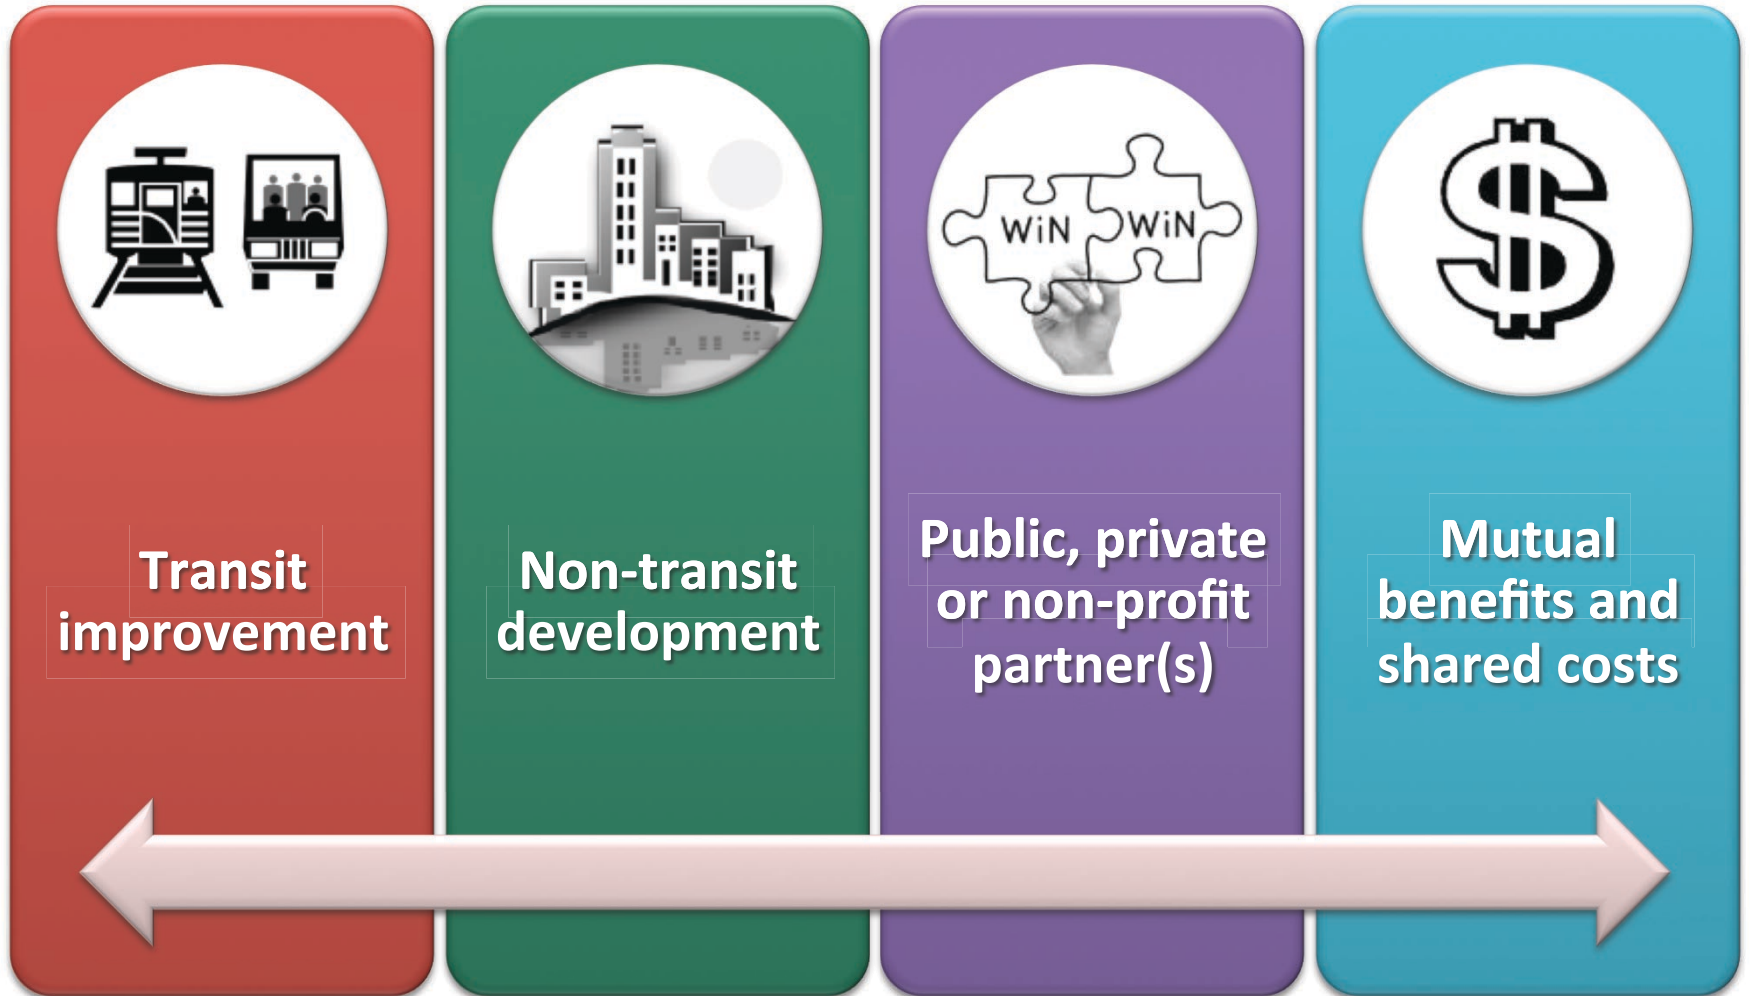 WiN WiN
Transit
improvement
Non-transit
development
Public, private
or non-profit
partner(s)
Mutual
benefits and
shared costs